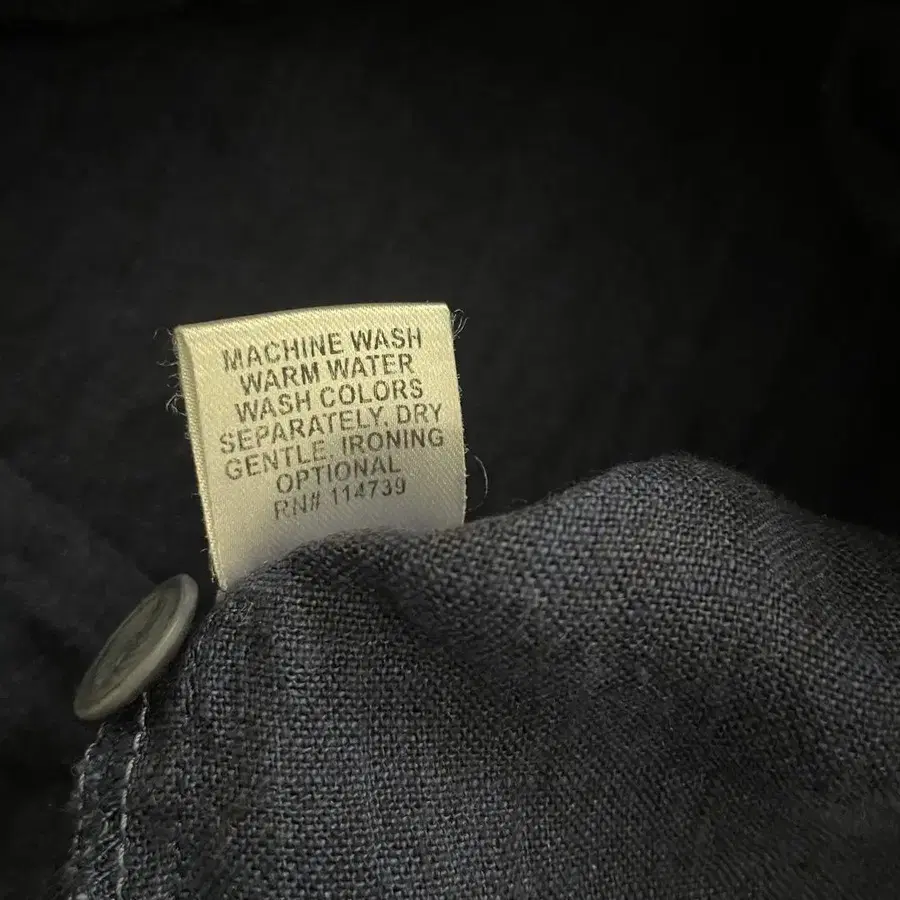 MACHINE WASH
WARM WATER
WASH COLORS
SEPARATELY. DRY
GENTLE. IRONING
OPTIONAL
RN# 114739